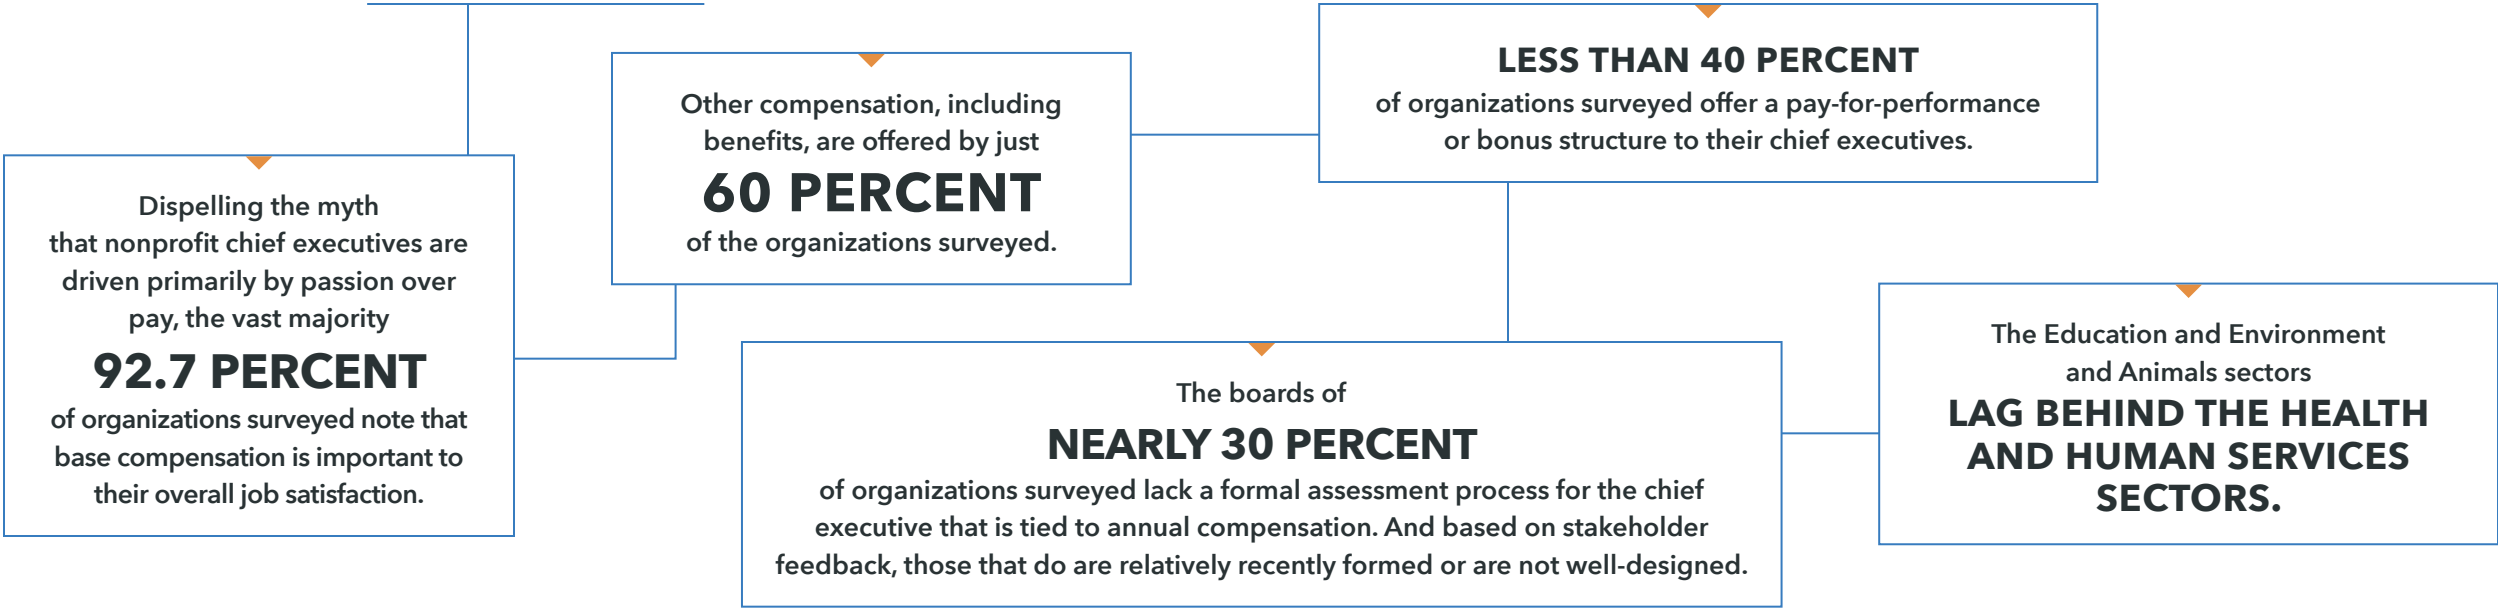 Dispelling the myth
that nonprofit chief executives are
driven primarily by passion over
pay, the vast majority
92.7 PERCENT
of organizations surveyed note that
base compensation is important to
their overall job satisfaction.
Other compensation, including
benefits, are offered by just
60 PERCENT
of the organizations surveyed.
LESS THAN 40 PERCENT
of organizations surveyed offer a pay-for-performance
or bonus structure to their chief executives.
The boards of
NEARLY 30 PERCENT
of organizations surveyed lack a formal assessment process for the chief
executive that is tied to annual compensation. And based on stakeholder
feedback, those that do are relatively recently formed or are not well-designed.
The Education and Environment
and Animals sectors
LAG BEHIND THE HEALTH
AND HUMAN SERVICES
SECTORS.